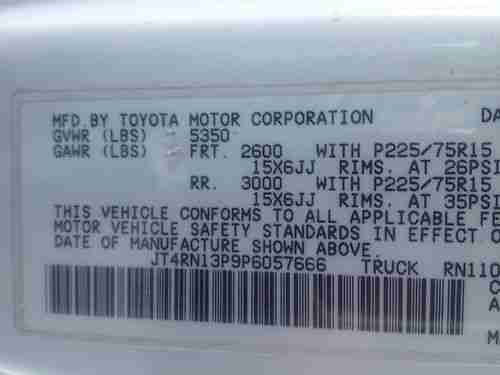 MFD.BY TOYOTA MOTOR CORPORATION DA
GVWR (LBS) 5350
GAWR (LBS) FRT. 2600 WITH P225/75R15
15X6JJ RIMS. AT 26PSI
RR. 3000 WITH P225/75R15
15X6JJ RIMS. AT 35PSI
THIS VEHICLE CONFORMS TO ALL APPLICABLE FE
MOTOR VEHICLE SAFETY STANDARDS IN EFFECT O
DATE OF MANUFACTURE SHOWN ABOVE.
JT4RN13P9P6057666 TRUCK RN110
C
A
M